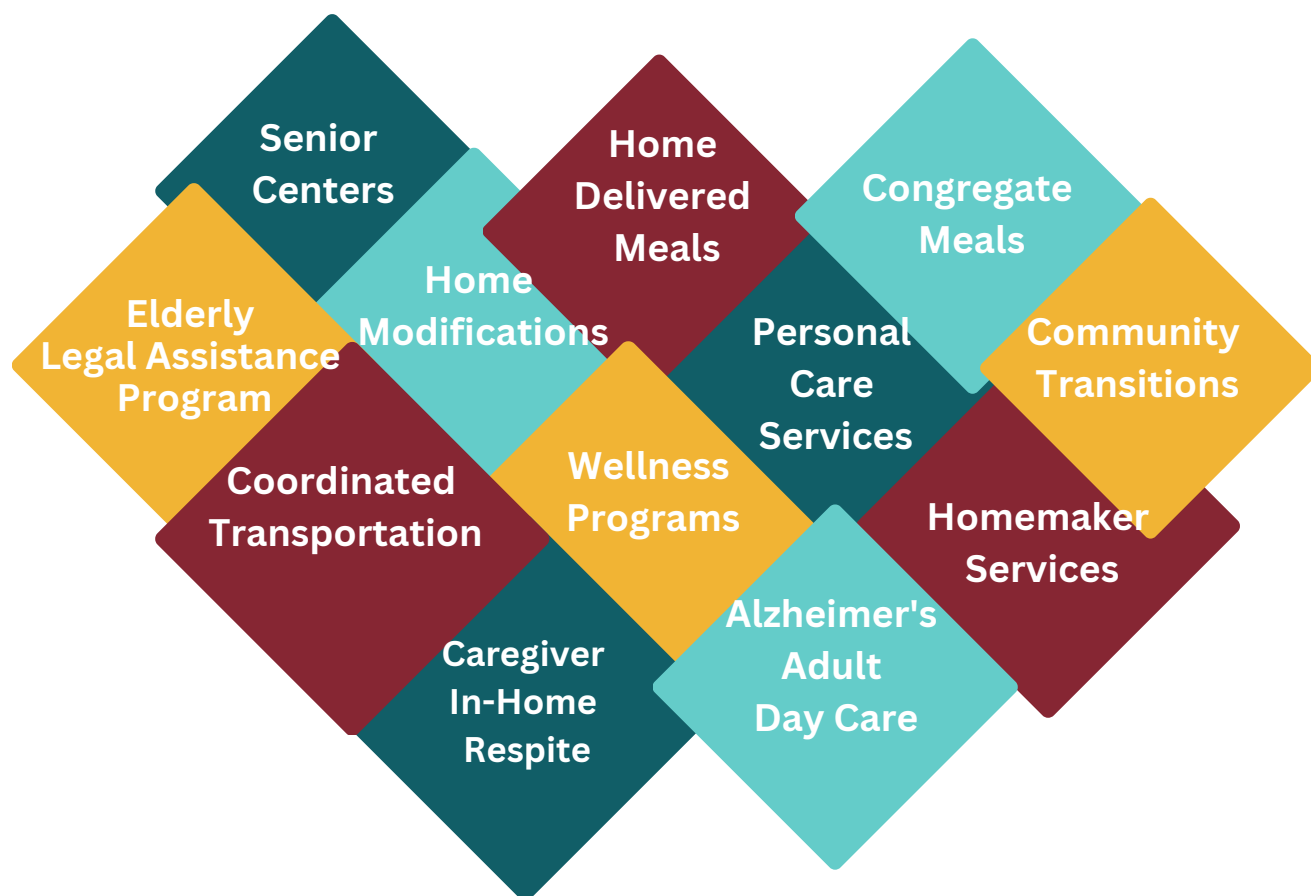 Senior
Centers
Home
Delivered
Meals
Congregate
Meals
Elderly
Legal Assistance
Program
Home
Modifications
Personal
Care
Services
Community
Transitions
Coordinated
Transportation
Wellness
Programs
Homemaker
Services
Caregiver
In-Home
Respite
Alzheimer's
Adult
Day Care